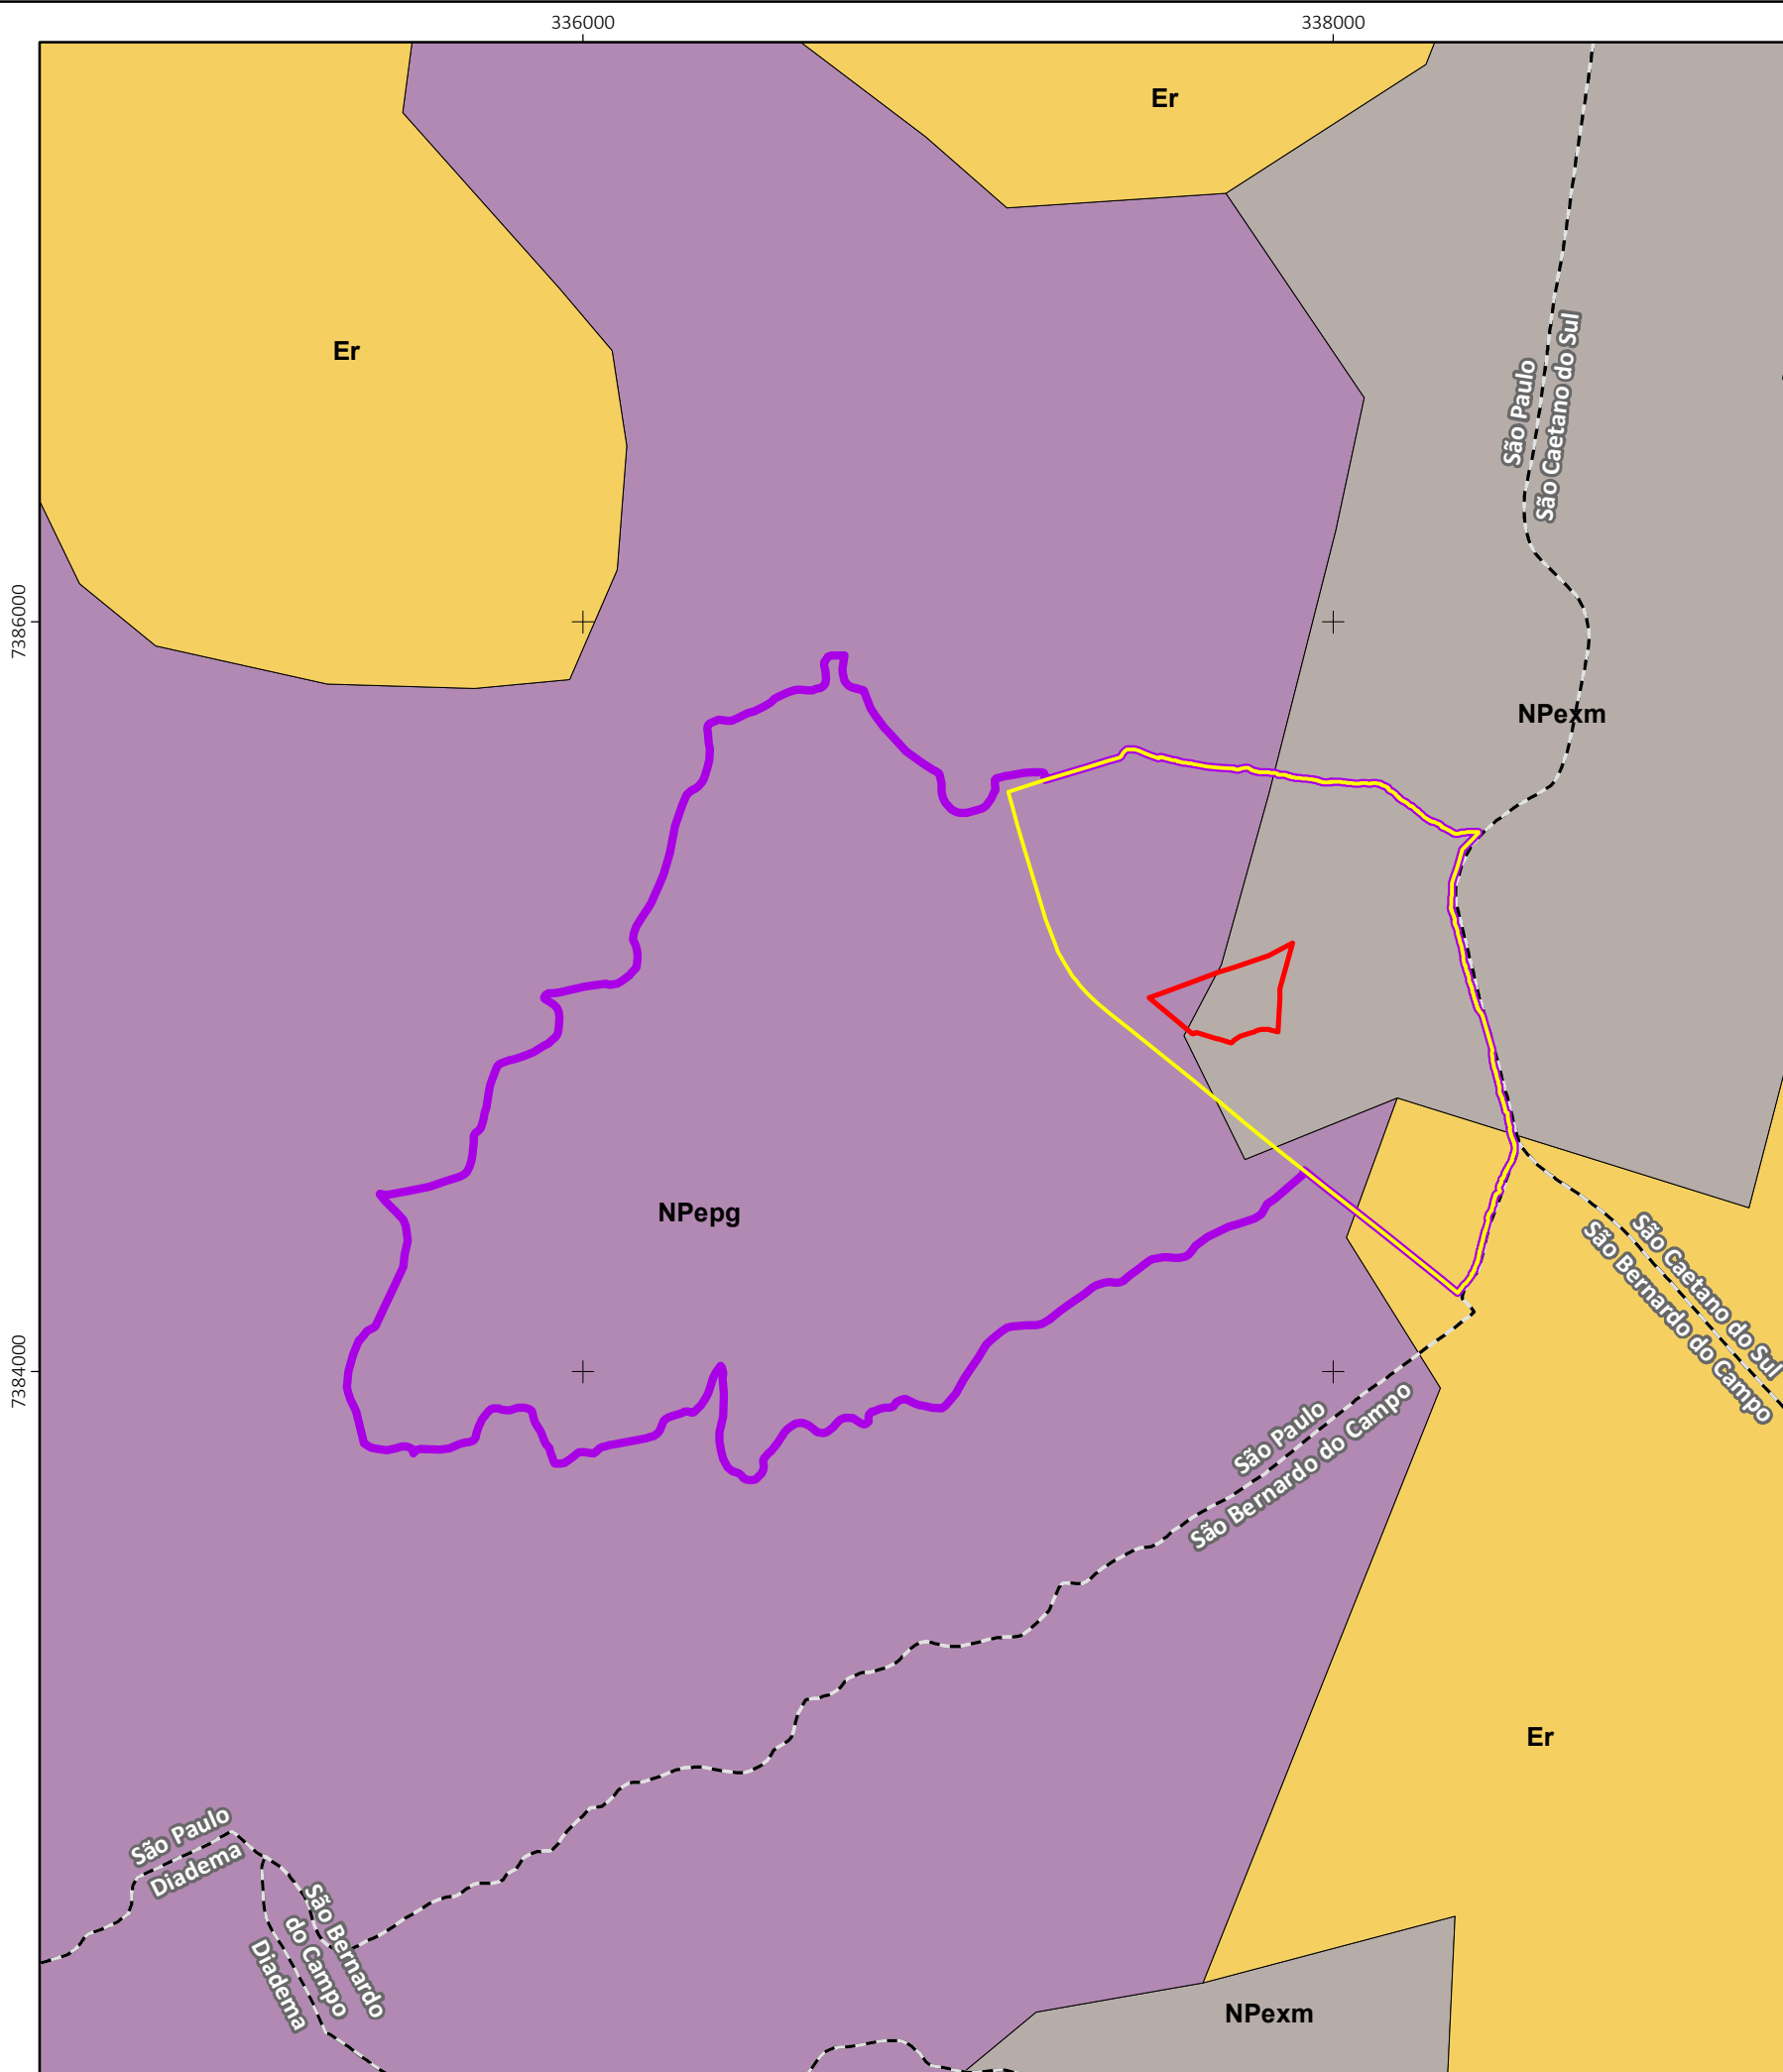 336000
338000
Er
Er
São Paulo
São Caetano do Sul
7386000
NPexm
NPepg
São Caetano do Sul
São Bernardo do Campo
7384000
São Paulo
São Bernardo do Campo
Er
São Paulo
Diadema
São Bernardo
do Campo
Diadema
NPexm